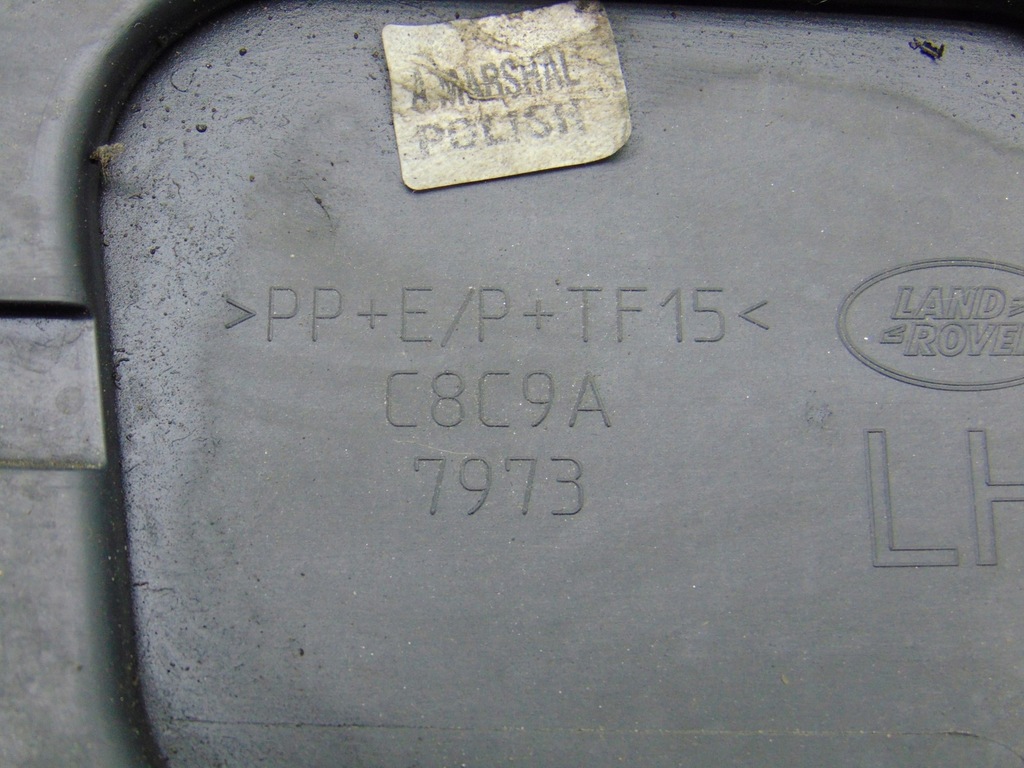 A MARSHAL
POLISH
>PP+E/P+TF15<
C8C9A
7973
LAND
ROVER
LH